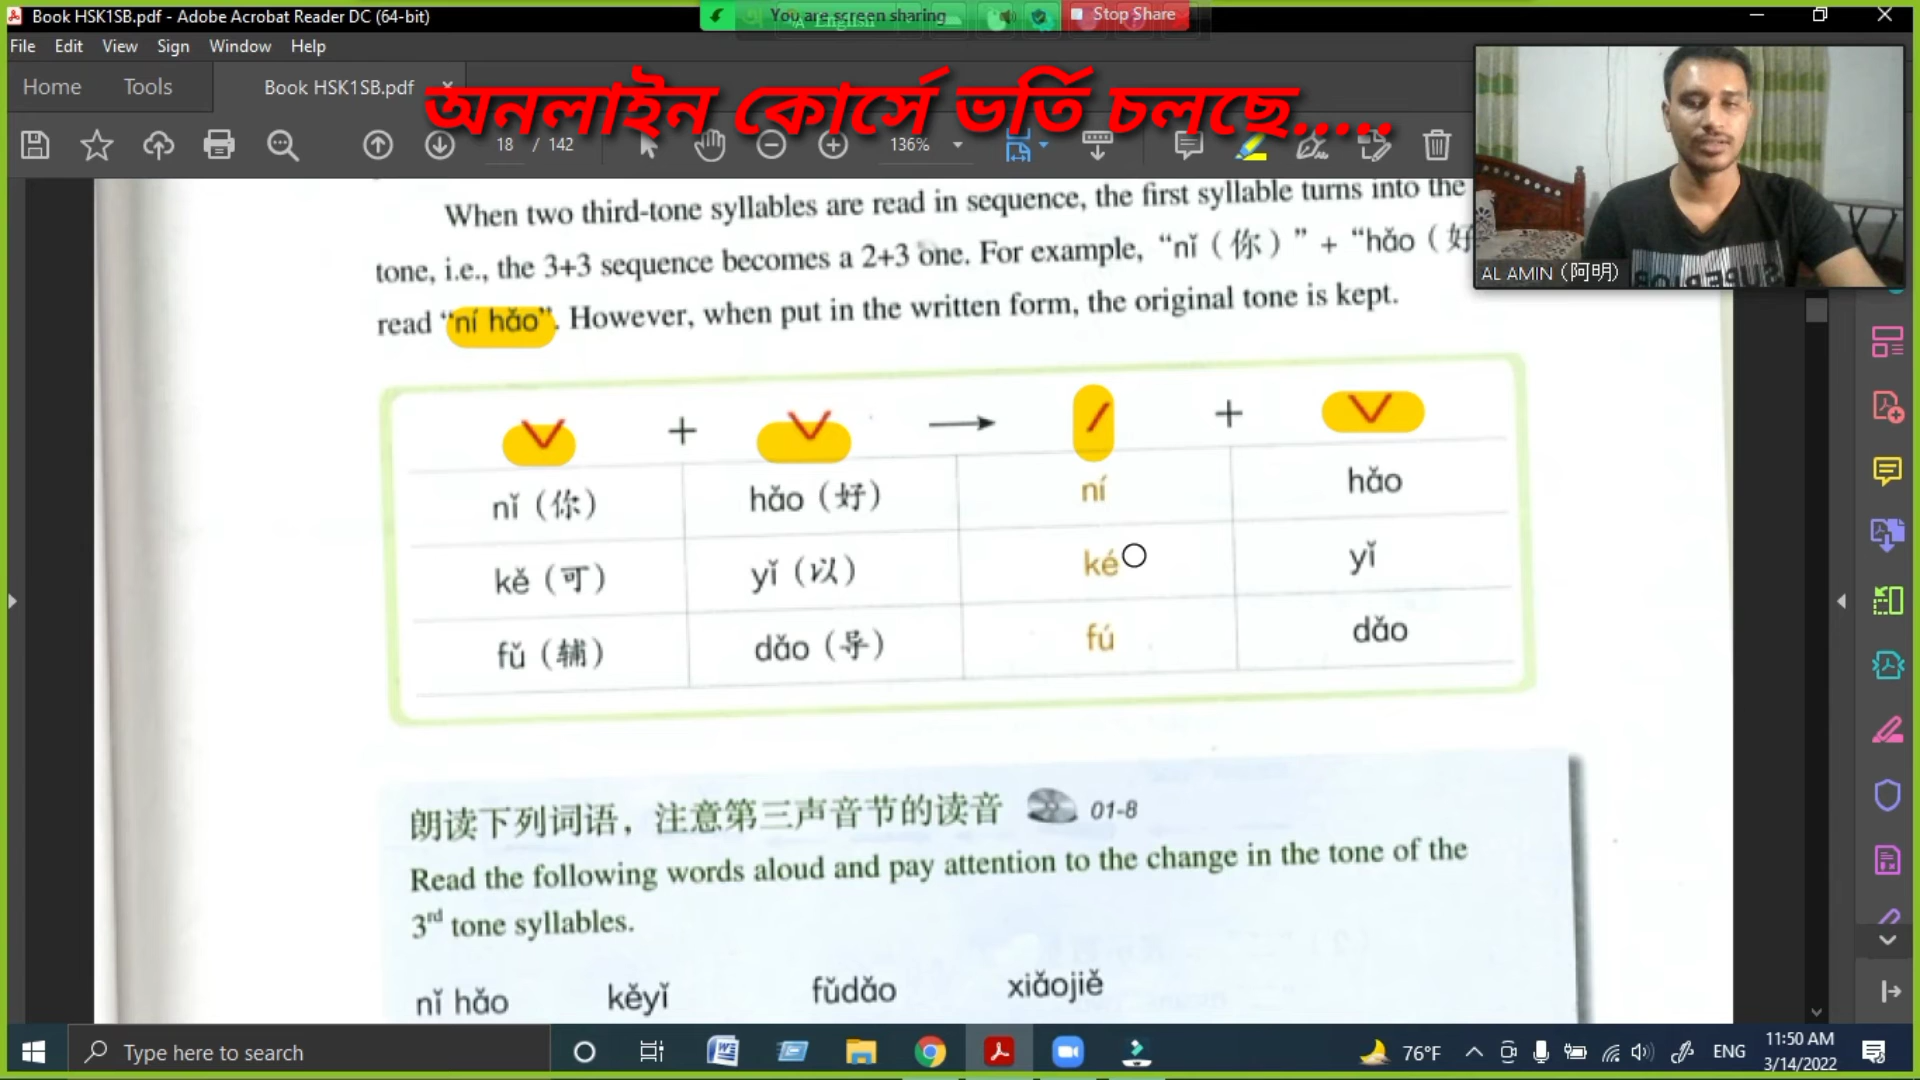 Book HSK1SB.pdf - Adobe Acrobat Reader DC (64-bit)
You are screen sharing
English
Stop Share
File Edit View Sign Window Help
Home Tools Book HSK1SB.pdf
অনলাইন কোর্সে ভর্তি চলছে.....
18 / 142 136%
When two third-tone syllables are read in sequence, the first syllable turns into the
tone, i.e., the 3+3 sequence becomes a 2+3 one. For example, “nǐ（你）” + “hǎo（好
read “ní hǎo”. However, when put in the written form, the original tone is kept.
AL AMIN (阿明)
ˇ + ˇ → ˊ + ˇ
nǐ（你） hǎo（好） ní hǎo
kě（可） yǐ（以） ké yǐ
fǔ（辅） dǎo（导） fú dǎo
朗读下列词语，注意第三声音节的读音 01-8
Read the following words aloud and pay attention to the change in the tone of the
3rd tone syllables.
nǐ hǎo kěyǐ fǔdǎo xiǎojiě
Type here to search
76°F
ENG
11:50 AM
3/14/2022